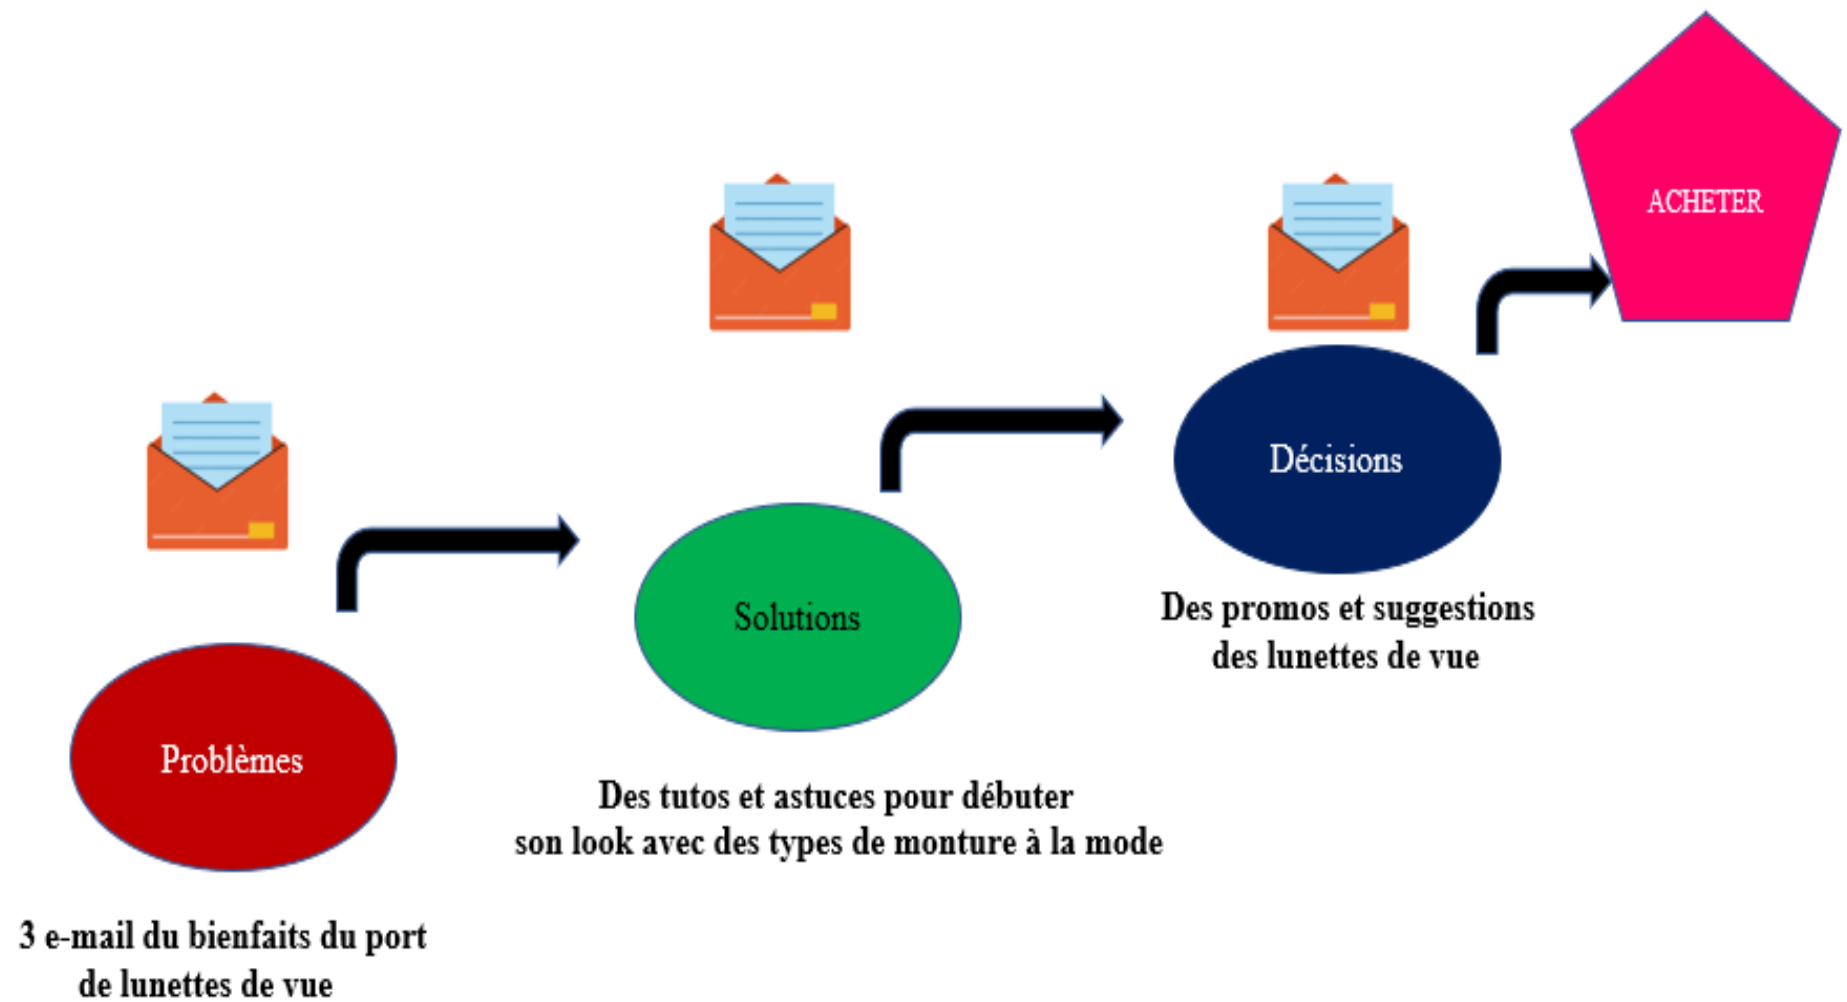 ACHETER
Décisions
Des promos et suggestions
des lunettes de vue
Solutions
Des tutos et astuces pour débuter
son look avec des types de monture à la mode
Problèmes
3 e-mail du bienfaits du port
de lunettes de vue